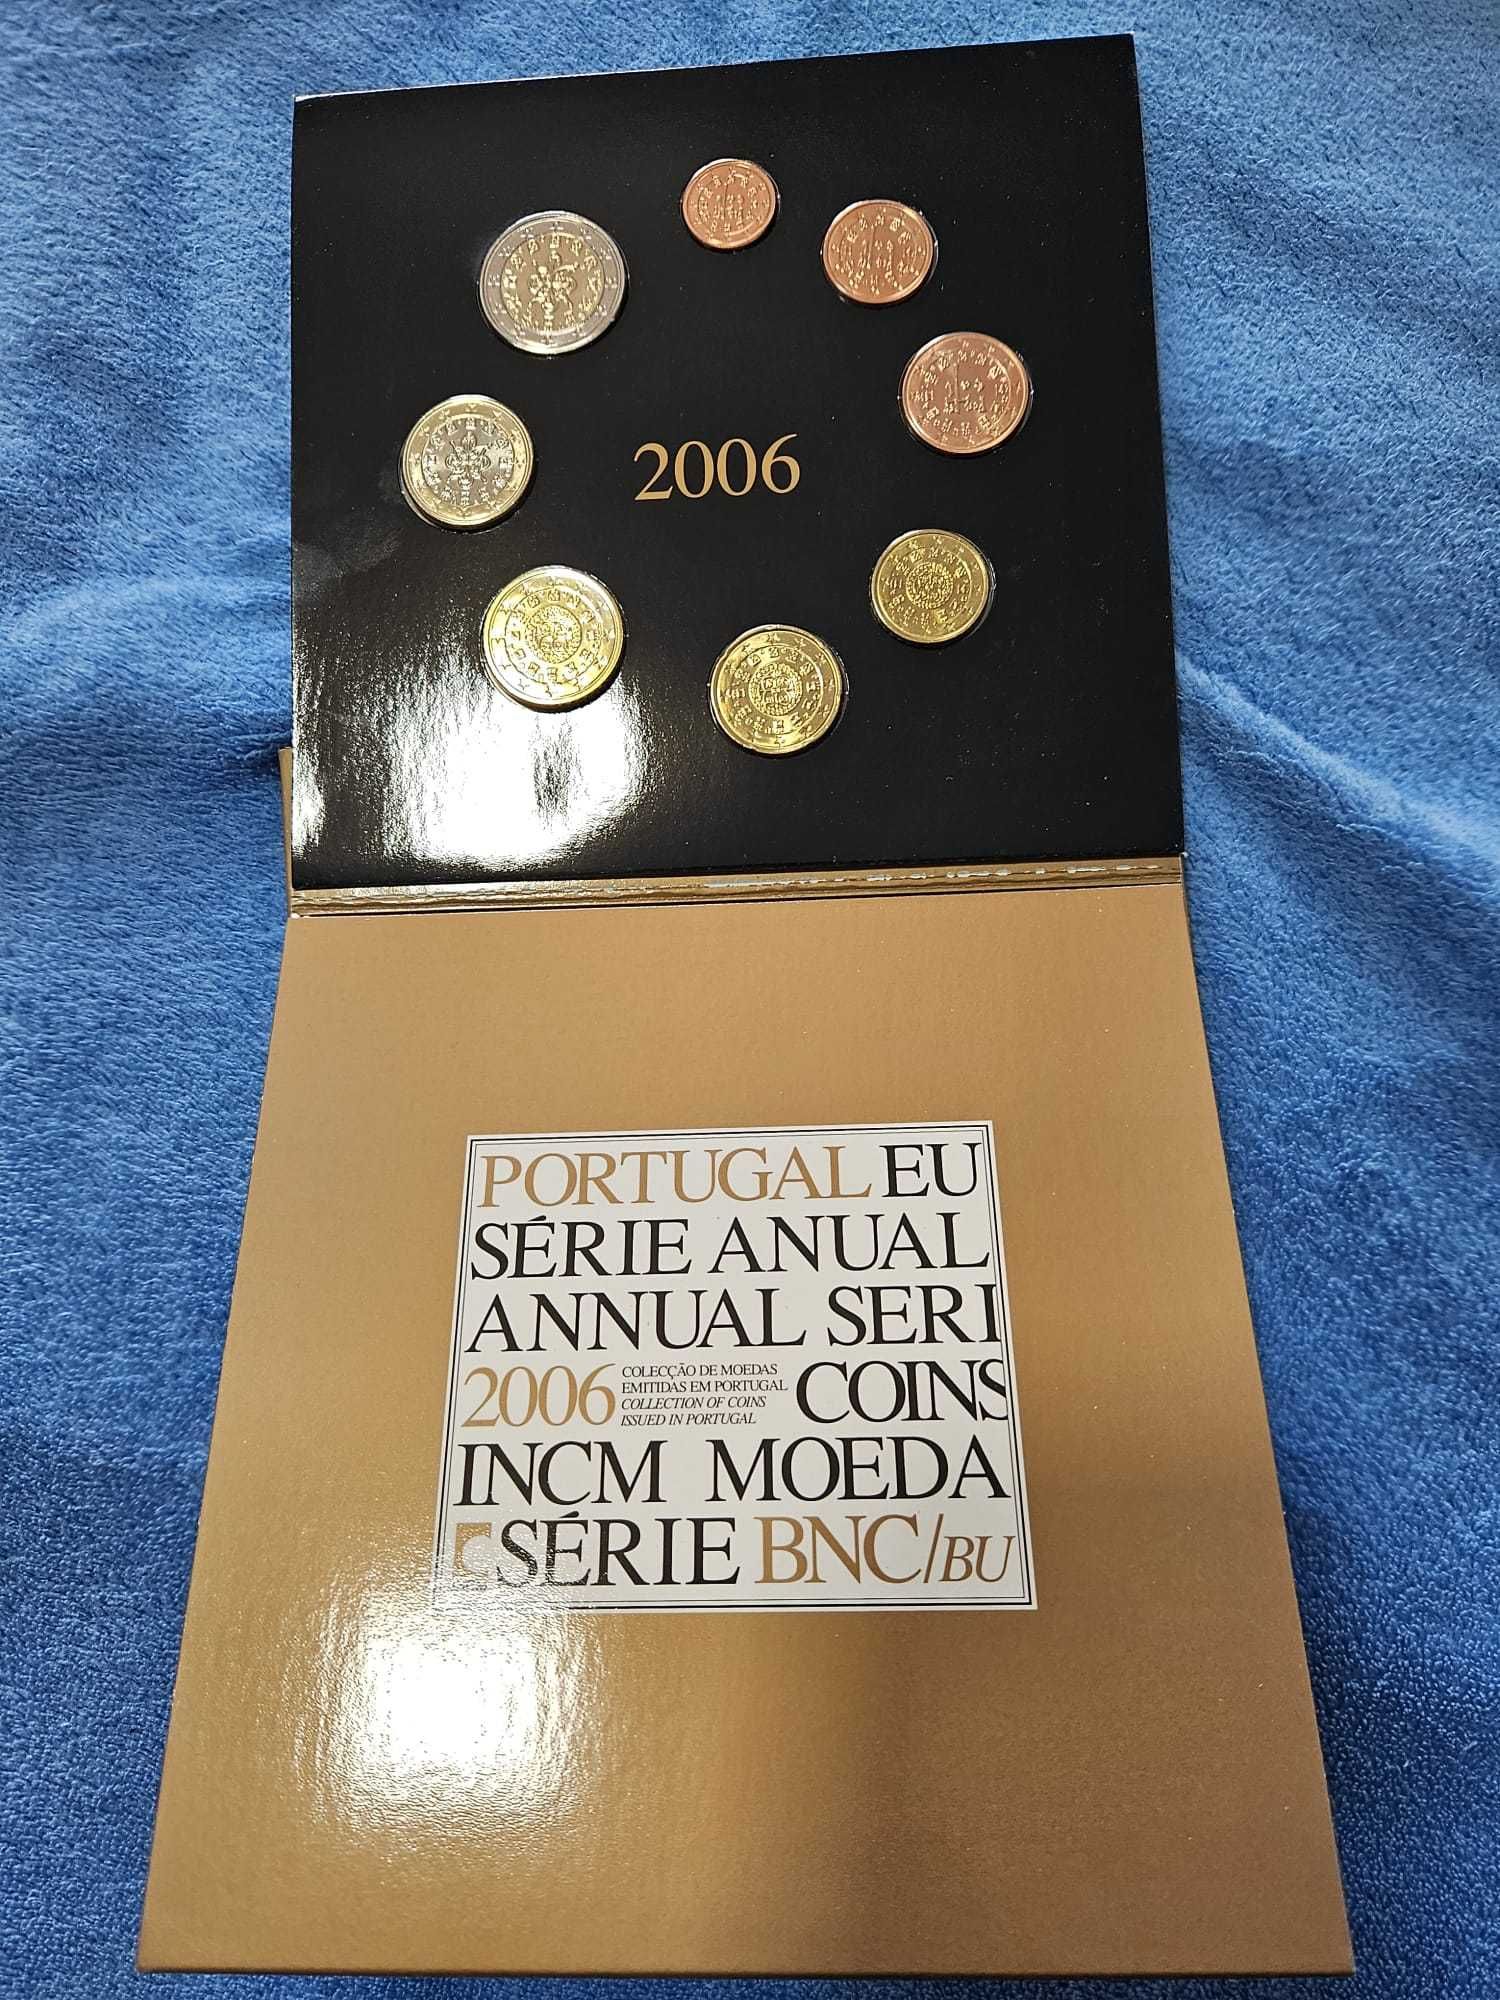 2006
PORTUGAL EU
SÉRIE ANUAL
ANNUAL SERI
2006 COLECÇÃO DE MOEDAS
EMITIDAS EM PORTUGAL
COLLECTION OF COINS
ISSUED IN PORTUGAL
COINS
INCM MOEDA
SÉRIE BNC/BU